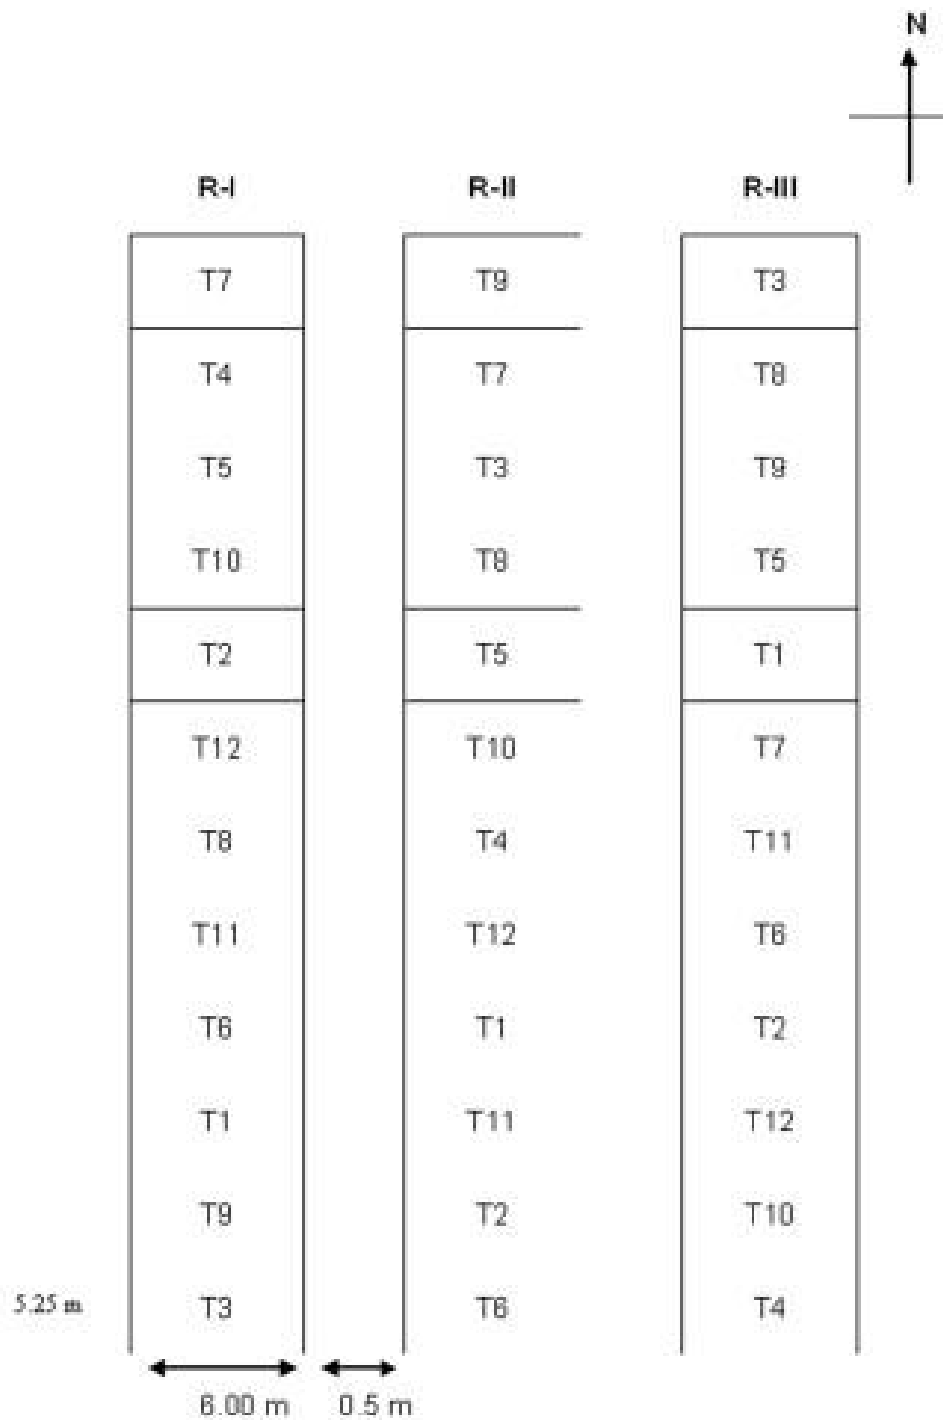 N
R-I R-II R-III
T7 T9 T3
T4 T7 T8
T5 T3 T9
T10 T8 T5
T2 T5 T1
T12 T10 T7
T8 T4 T11
T11 T12 T6
T6 T1 T2
T1 T11 T12
T9 T2 T10
5.25 m T3 T6 T4
6.00 m 0.5 m